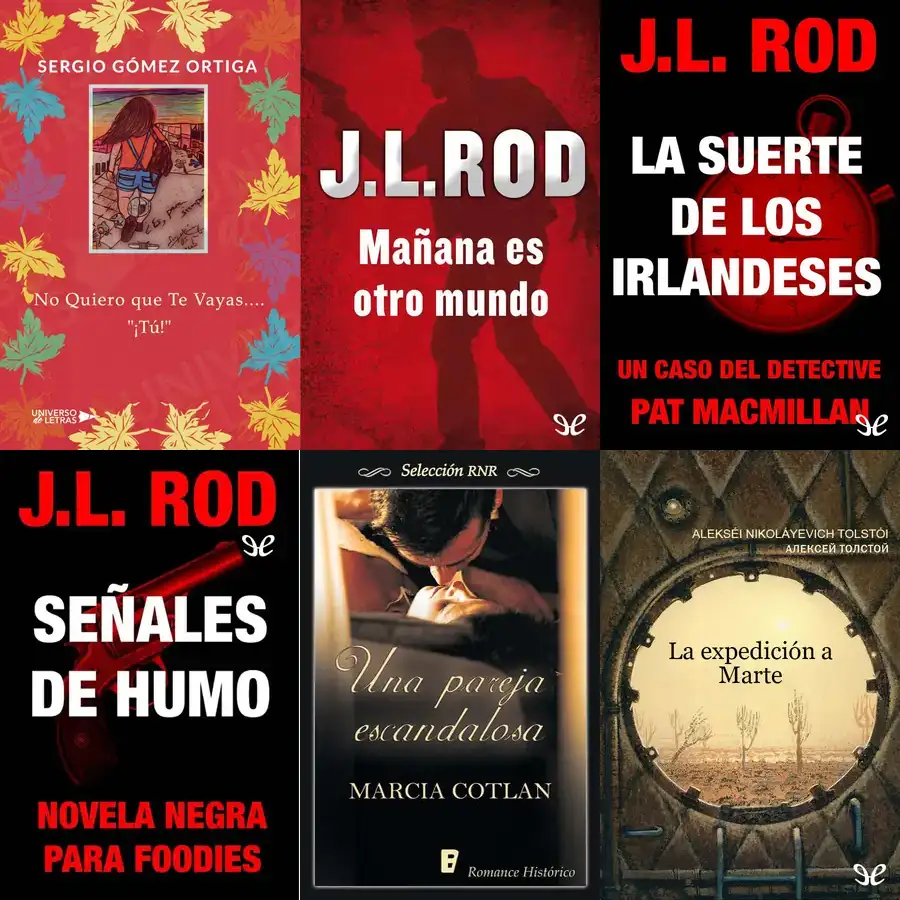 SERGIO GÓMEZ ORTIGA
No Quiero que Te Vayas....
"¡Tú!"
UNIVERSO
de LETRAS
J.L.ROD
Mañana es
otro mundo
J.L. ROD
LA SUERTE
DE LOS
IRLANDESES
UN CASO DEL DETECTIVE
PAT MACMILLAN
J.L. ROD
SEÑALES
DE HUMO
NOVELA NEGRA
PARA FOODIES
Selección RNR
Una pareja
escandalosa
MARCIA COTLAN
B
Romance Histórico
ALEKSÉI NIKOLÁYEVICH TOLSTÓI
АЛЕКСЕЙ ТОЛСТОЙ
La expedición a
Marte